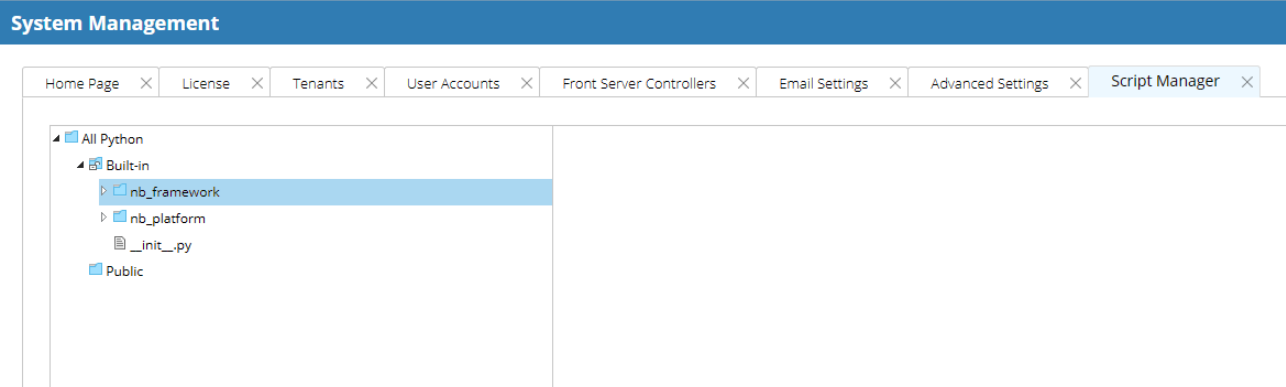 System Management
Home Page License Tenants User Accounts Front Server Controllers Email Settings Advanced Settings Script Manager
All Python
Built-in
nb_framework
nb_platform
__init__.py
Public